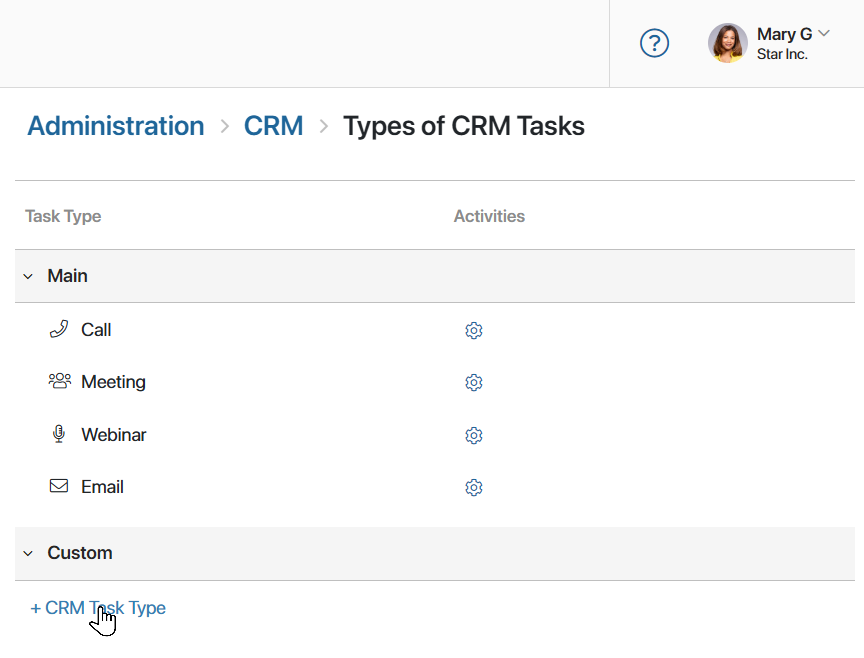 ?
Mary G
Star Inc.
Administration > CRM > Types of CRM Tasks
Task Type Activities
Main
Call
Meeting
Webinar
Email
Custom
+ CRM Task Type